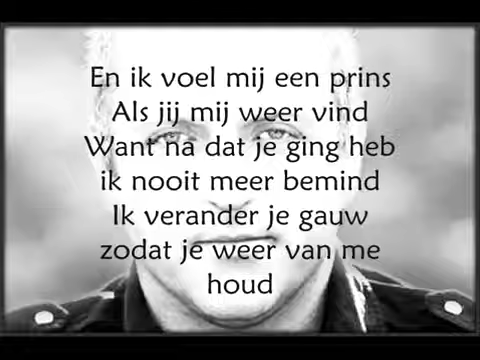 En ik voel mij een prins
Als jij mij weer vind
Want na dat je ging heb
ik nooit meer bemind
Ik verander je gauw
zodat je weer van me
houd